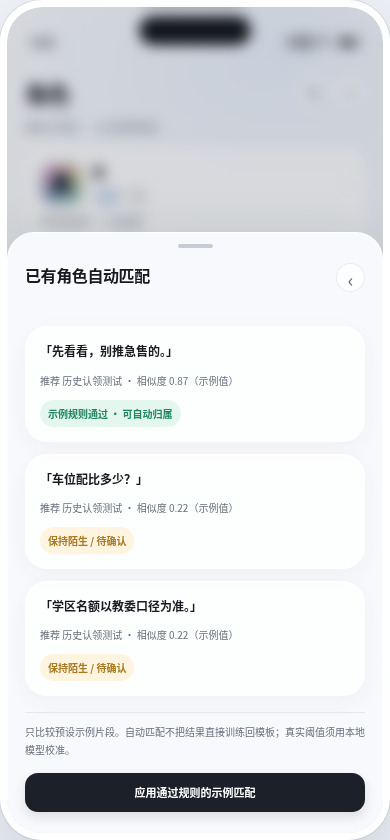 已有角色自动匹配
「先看看，别推急售的。」
推荐 历史认领测试 · 相似度 0.87（示例值）
示例规则通过 · 可自动归属
「车位配比多少？」
推荐 历史认领测试 · 相似度 0.22（示例值）
保持陌生 / 待确认
「学区名额以教委口径为准。」
推荐 历史认领测试 · 相似度 0.22（示例值）
保持陌生 / 待确认
只比较预设示例片段。自动匹配不把结果直接训练回模板；真实阈值须用本地
模型校准。
应用通过规则的示例匹配